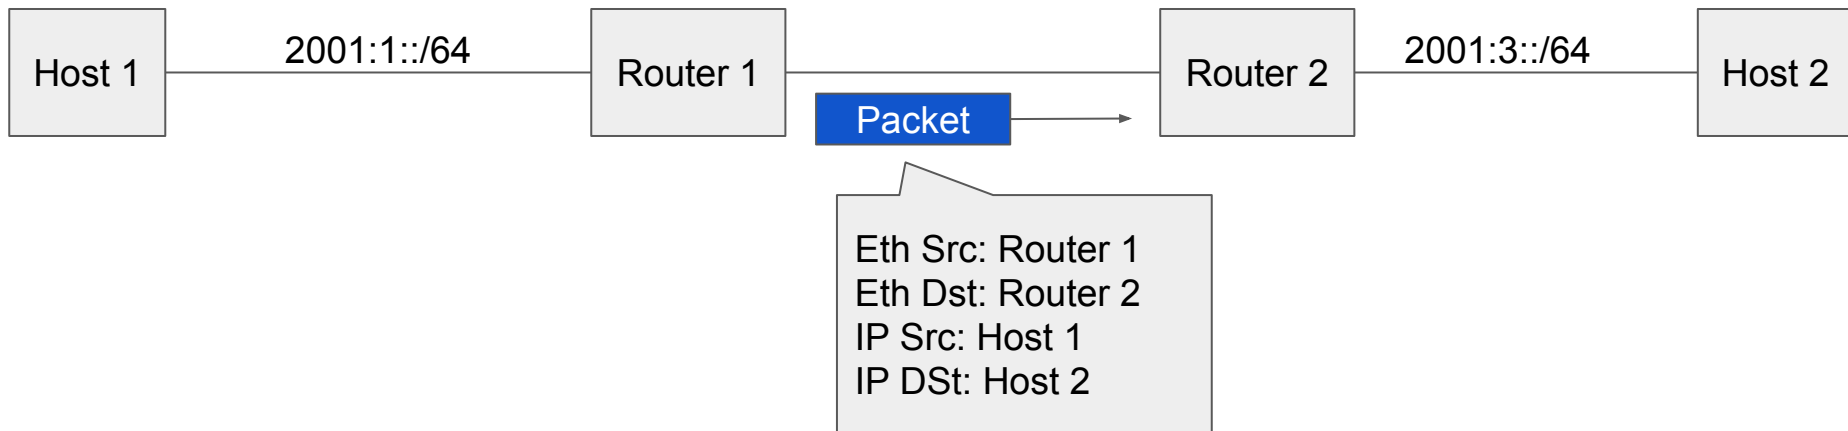 Host 1
2001:1::/64
Router 1
Router 2
2001:3::/64
Host 2
Packet
Eth Src: Router 1
Eth Dst: Router 2
IP Src: Host 1
IP DSt: Host 2